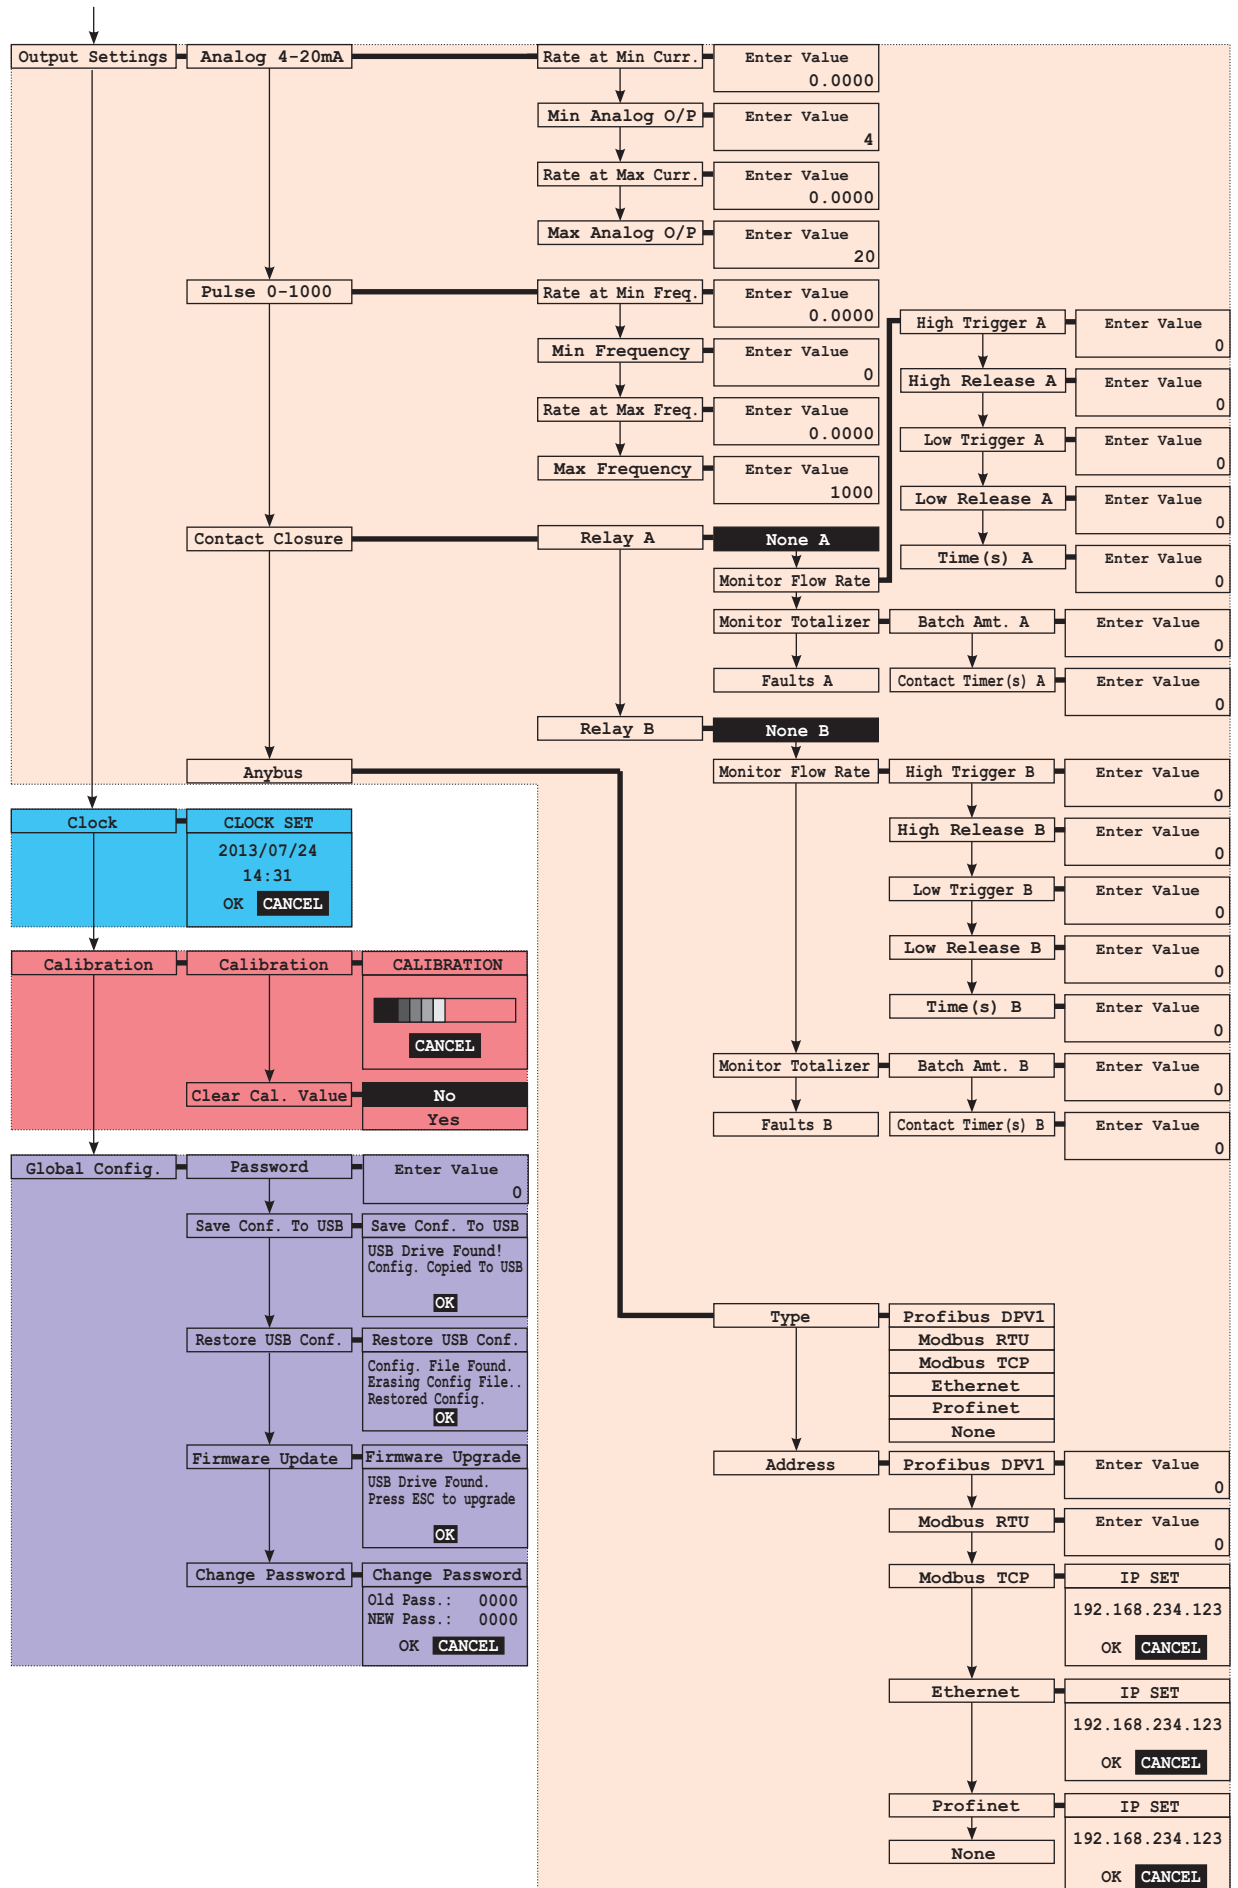 Output Settings
Analog 4-20mA
Rate at Min Curr.
Enter Value
0.0000
Min Analog O/P
Enter Value
4
Rate at Max Curr.
Enter Value
0.0000
Max Analog O/P
Enter Value
20
Pulse 0-1000
Rate at Min Freq.
Enter Value
0.0000
Min Frequency
Enter Value
0
Rate at Max Freq.
Enter Value
0.0000
Max Frequency
Enter Value
1000
Contact Closure
Relay A
None A
Monitor Flow Rate
High Trigger A
Enter Value
0
High Release A
Enter Value
0
Low Trigger A
Enter Value
0
Low Release A
Enter Value
0
Time(s) A
Enter Value
0
Monitor Totalizer
Batch Amt. A
Enter Value
0
Faults A
Contact Timer(s) A
Enter Value
0
Relay B
None B
Monitor Flow Rate
High Trigger B
Enter Value
0
High Release B
Enter Value
0
Low Trigger B
Enter Value
0
Low Release B
Enter Value
0
Time(s) B
Enter Value
0
Monitor Totalizer
Batch Amt. B
Enter Value
0
Faults B
Contact Timer(s) B
Enter Value
0
Anybus
Type
Profibus DPV1
Modbus RTU
Modbus TCP
Ethernet
Profinet
None
Address
Profibus DPV1
Enter Value
0
Modbus RTU
Enter Value
0
Modbus TCP
IP SET
192.168.234.123
OK CANCEL
Ethernet
IP SET
192.168.234.123
OK CANCEL
Profinet
IP SET
192.168.234.123
OK CANCEL
None
Clock
CLOCK SET
2013/07/24
14:31
OK CANCEL
Calibration
Calibration
CALIBRATION
CANCEL
Clear Cal. Value
No
Yes
Global Config.
Password
Enter Value
0
Save Conf. To USB
Save Conf. To USB
USB Drive Found!
Config. Copied To USB
OK
Restore USB Conf.
Restore USB Conf.
Config. File Found.
Erasing Config File..
Restored Config.
OK
Firmware Update
Firmware Upgrade
USB Drive Found.
Press ESC to upgrade
OK
Change Password
Change Password
Old Pass.: 0000
NEW Pass.: 0000
OK CANCEL